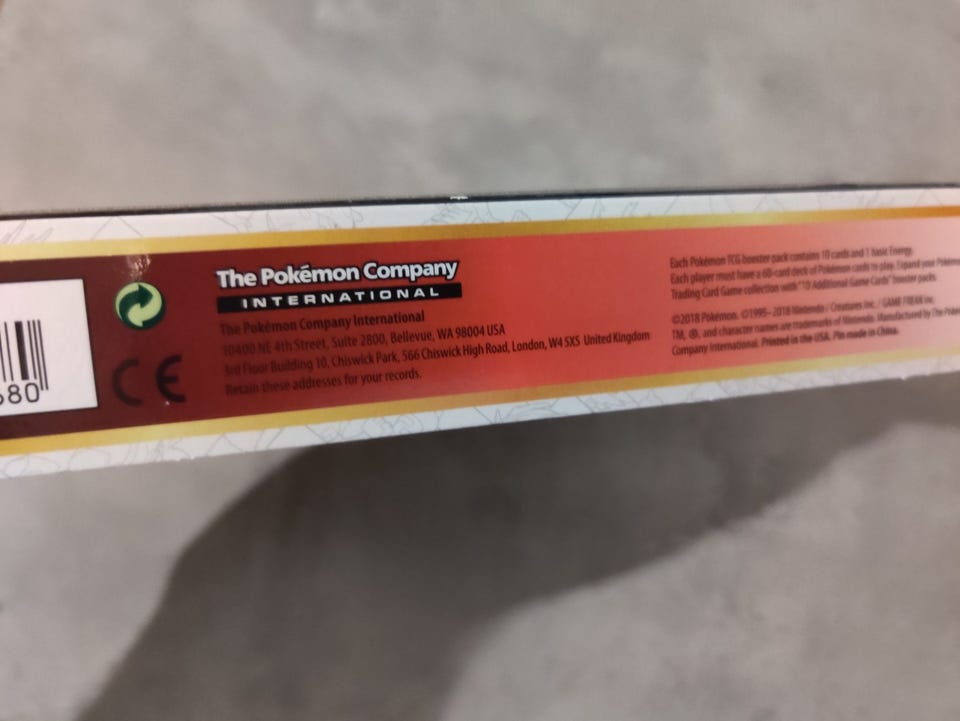 680
CE
The Pokémon Company
INTERNATIONAL
The Pokémon Company International
10400 NE 4th Street, Suite 2800, Bellevue, WA 98004 USA
3rd Floor Building 10, Chiswick Park, 566 Chiswick High Road, London, W4 5XS United Kingdom
Retain these addresses for your records.
Each Pokémon TCG booster pack contains 10 cards and 1 basic Energy.
Each player must have a 60-card deck of Pokémon cards to play. Expand your Pokémon
Trading Card Game collection with "10 Additional Game Cards" booster packs.
©2018 Pokémon. ©1995–2018 Nintendo / Creatures Inc. / GAME FREAK inc.
TM, ®, and character names are trademarks of Nintendo. Manufactured by The Pokémon
Company International. Printed in the USA. Pin made in China.